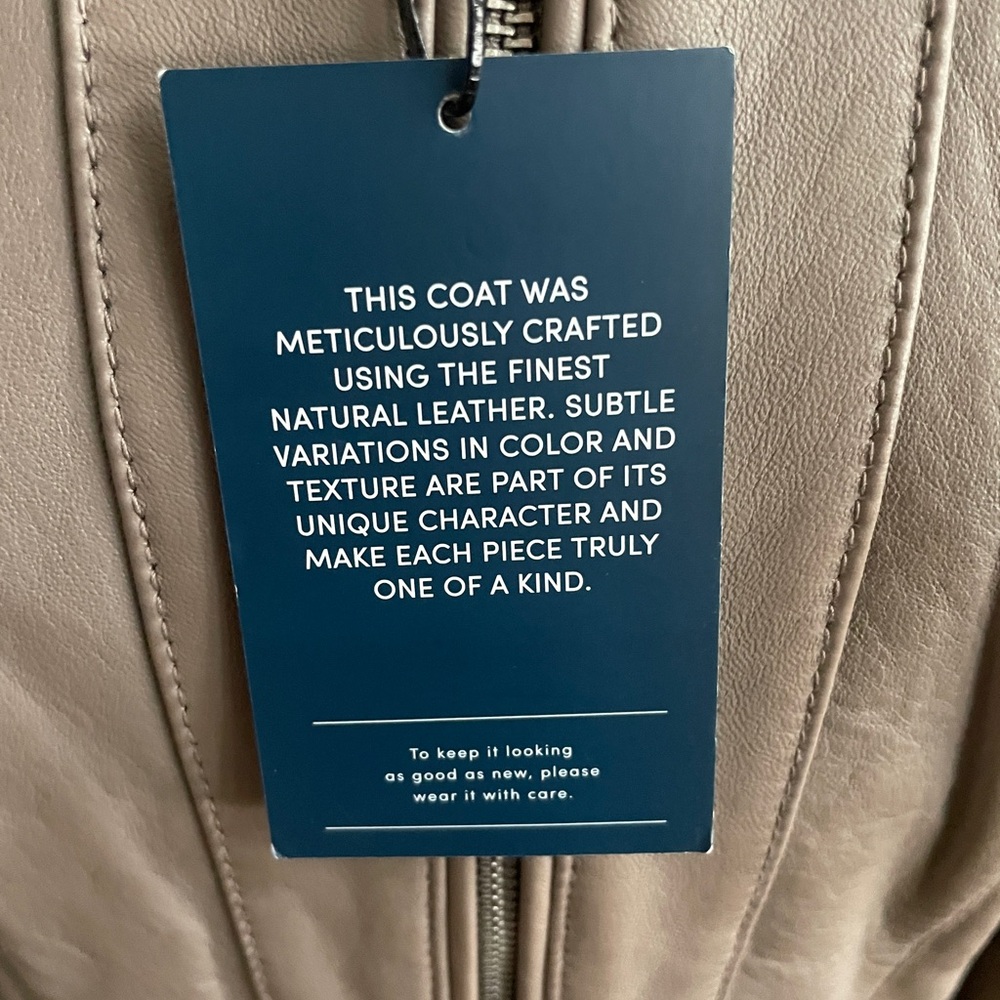 THIS COAT WAS
METICULOUSLY CRAFTED
USING THE FINEST
NATURAL LEATHER. SUBTLE
VARIATIONS IN COLOR AND
TEXTURE ARE PART OF ITS
UNIQUE CHARACTER AND
MAKE EACH PIECE TRULY
ONE OF A KIND.
To keep it looking
as good as new, please
wear it with care.